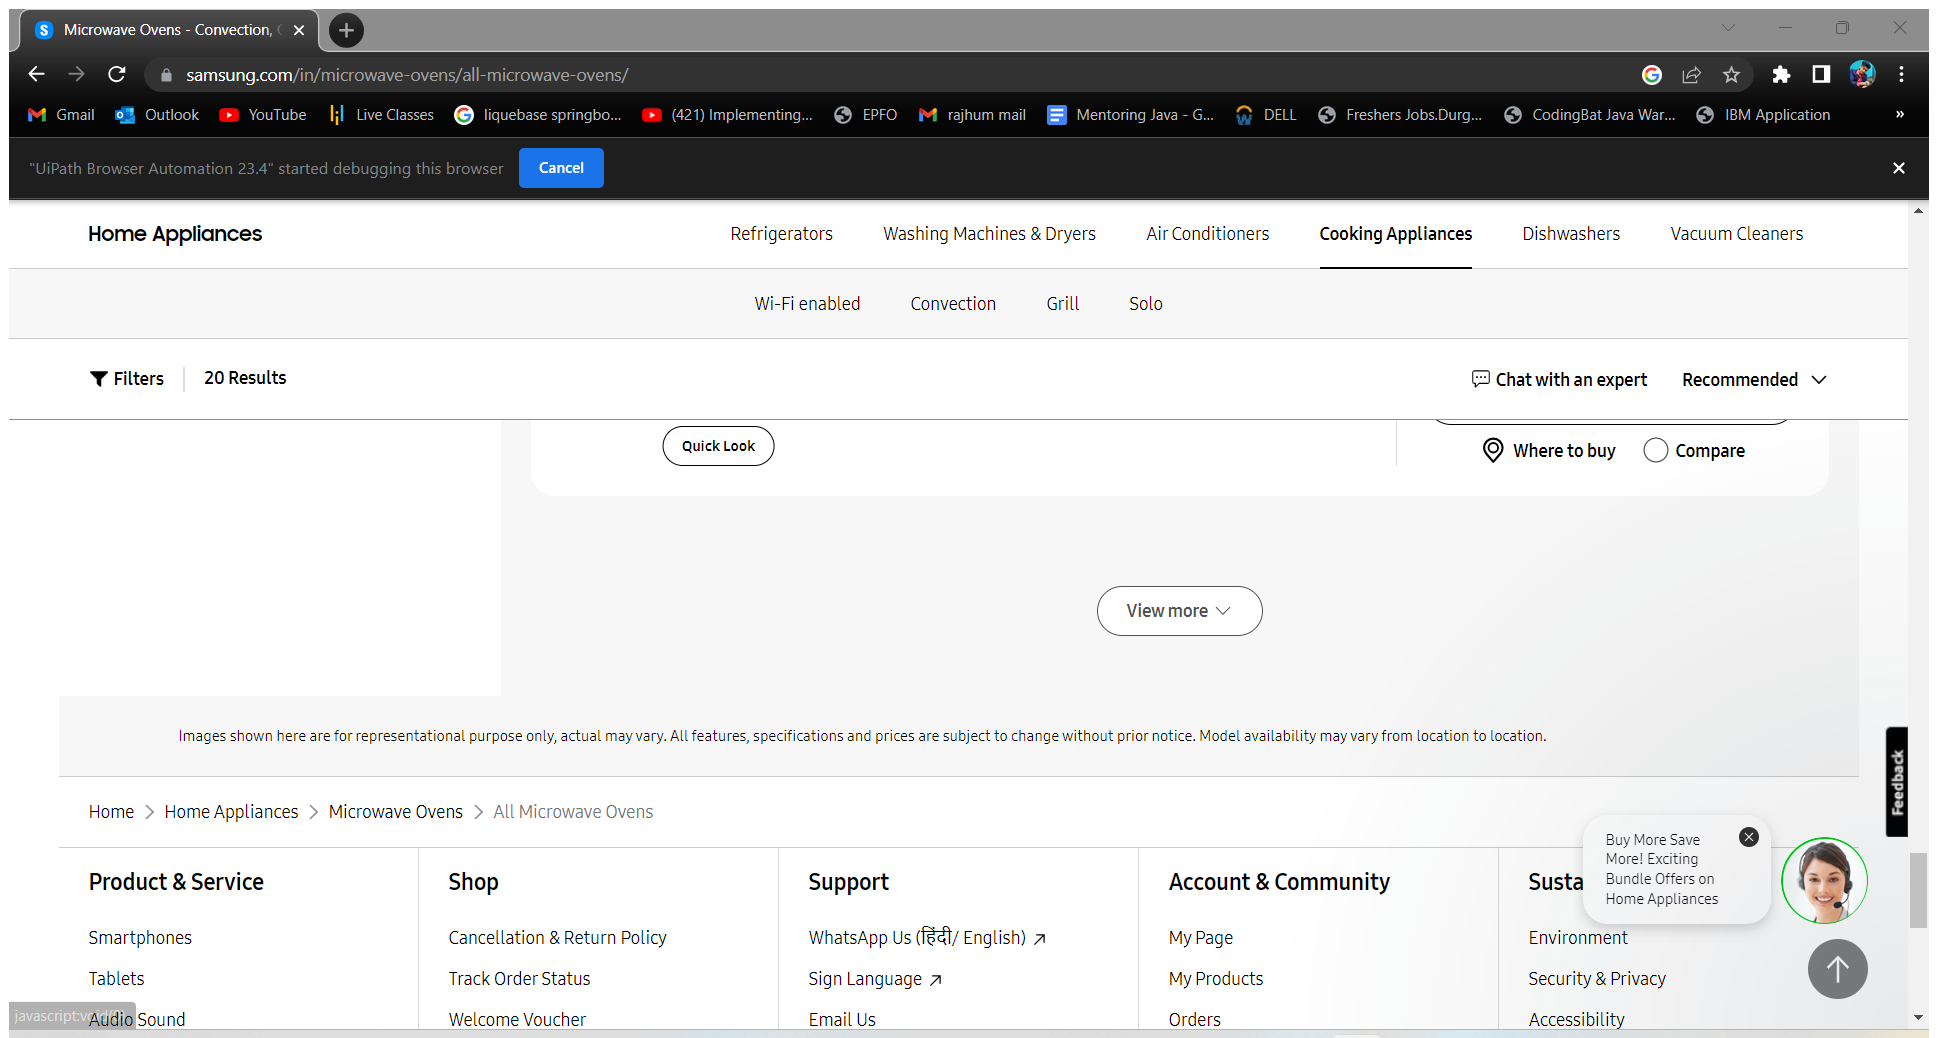 Microwave Ovens - Convection,
samsung.com/in/microwave-ovens/all-microwave-ovens/
Gmail Outlook YouTube Live Classes liquebase springbo... (421) Implementing... EPFO rajhum mail Mentoring Java - G... DELL Freshers Jobs.Durg... CodingBat Java War... IBM Application »
"UiPath Browser Automation 23.4" started debugging this browser Cancel
Home Appliances Refrigerators Washing Machines & Dryers Air Conditioners Cooking Appliances Dishwashers Vacuum Cleaners
Wi-Fi enabled Convection Grill Solo
Filters 20 Results Chat with an expert Recommended
Quick Look Where to buy Compare
View more
Images shown here are for representational purpose only, actual may vary. All features, specifications and prices are subject to change without prior notice. Model availability may vary from location to location.
Feedback
Home > Home Appliances > Microwave Ovens > All Microwave Ovens
Buy More Save
More! Exciting
Bundle Offers on
Home Appliances
Product & Service Shop Support Account & Community Susta
Smartphones Cancellation & Return Policy WhatsApp Us (हिंदी/ English) My Page Environment
Tablets Track Order Status Sign Language My Products Security & Privacy
Audio Sound Welcome Voucher Email Us Orders Accessibility